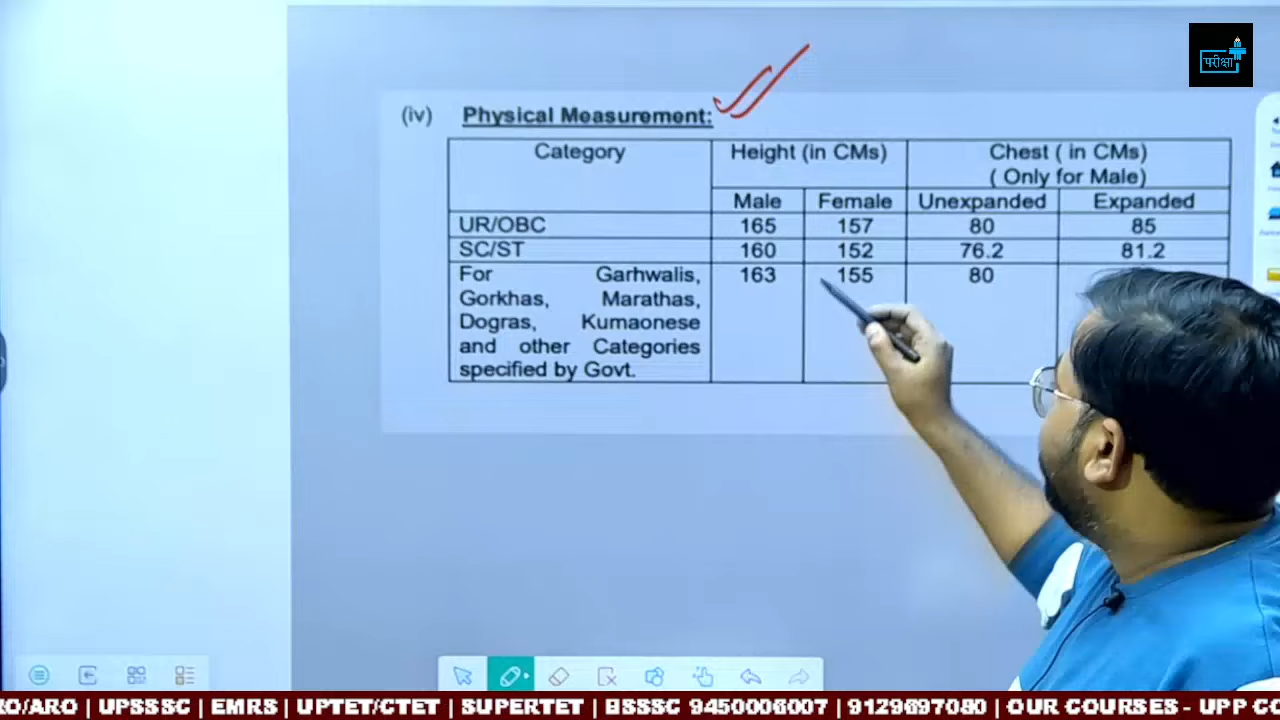 परीक्षा
(iv) Physical Measurement:
Category Height (in CMs) Chest ( in CMs)
( Only for Male)
Male Female Unexpanded Expanded
UR/OBC 165 157 80 85
SC/ST 160 152 76.2 81.2
For Garhwalis, 163 155 80
Gorkhas, Marathas,
Dogras, Kumaonese
and other Categories
specified by Govt.
RO/ARO | UPSSSC | EMRS | UPTET/CTET | SUPERTET | BSSSC 9450006007 | 9129697080 | OUR COURSES - UPP CO